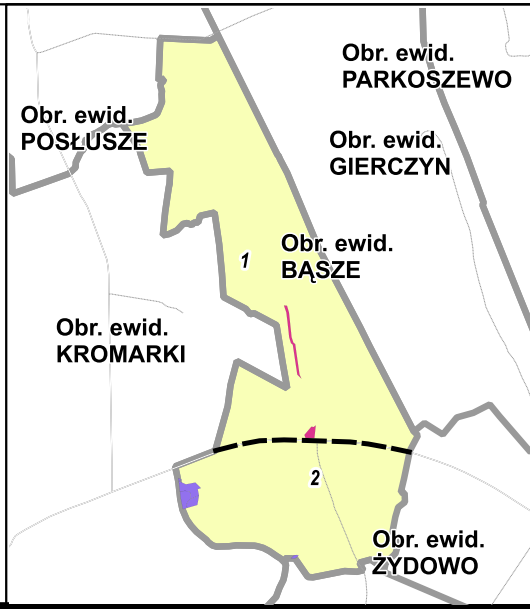 Obr. ewid.
PARKOSZEWO
Obr. ewid.
POSŁUSZE
Obr. ewid.
GIERCZYN
1
Obr. ewid.
BĄSZE
Obr. ewid.
KROMARKI
2
Obr. ewid.
ŻYDOWO